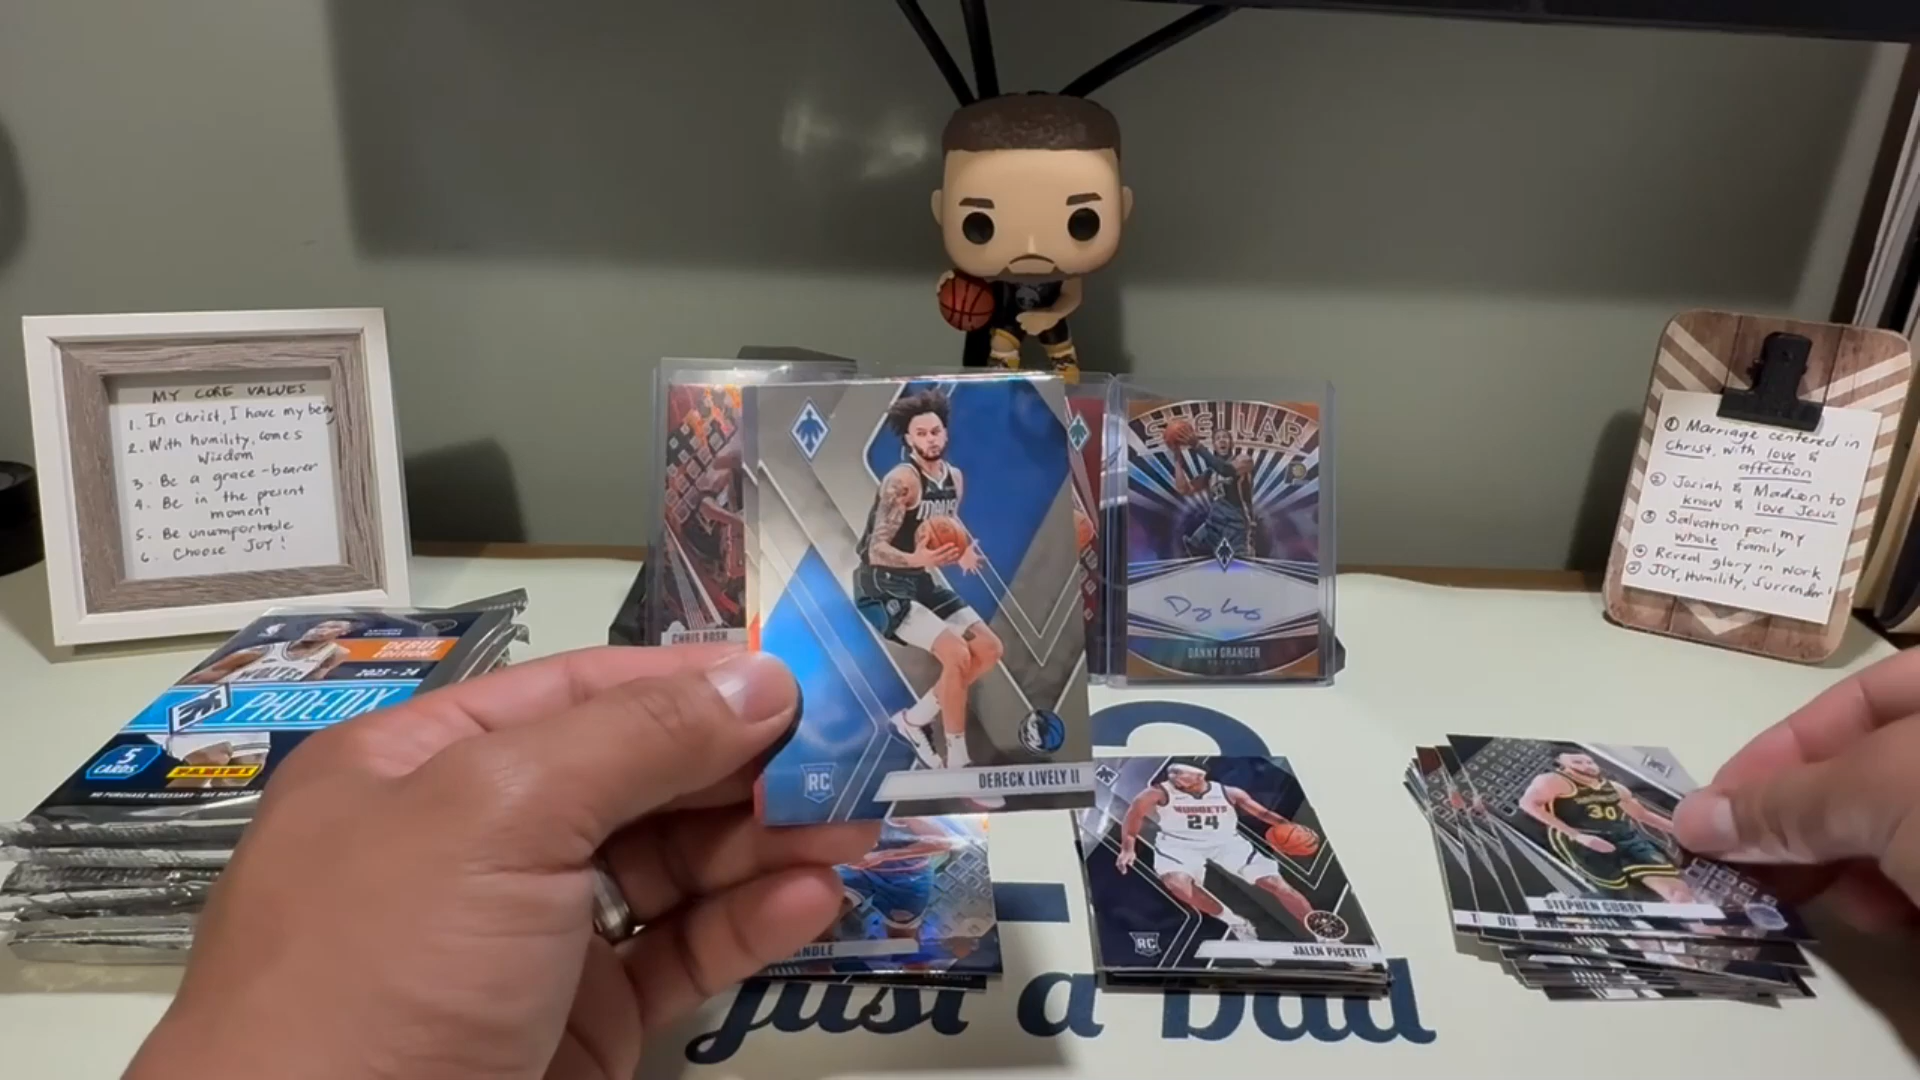 MY CORE VALUES
1. In Christ, I have my being
2. With humility, comes
Wisdom
3. Be a grace-bearer
4. Be in the present
moment
5. Be uncomfortable
6. Choose JOY!
① Marriage centered in
Christ, with love &
affection
② Josiah & Madison to
know & love Jesus
③ Salvation for my
whole family
④ Reveal glory in work
⑤ JOY, Humility, Surrender!
DEBUT
EDITION!
2023-24
PHOENIX
5
CARDS
PANINI
CHRIS BOSH
STELLAR
DANNY GRANGER
RC
DERECK LIVELY II
NUGGETS
24
RC
JALEN PICKETT
30
STEPHEN CURRY
just a dad